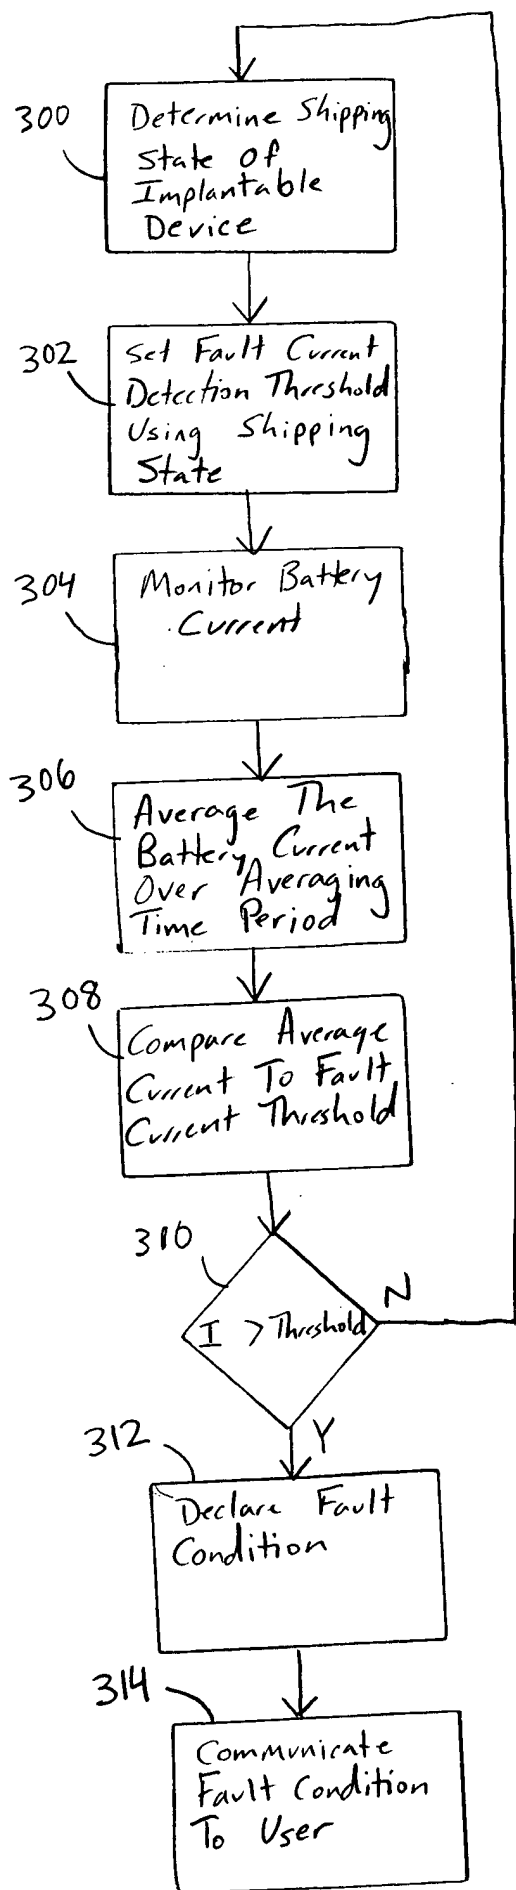 300
Determine Shipping
State Of
Implantable
Device
302
Set Fault Current
Detection Threshold
Using Shipping
State
304
Monitor Battery
Current
306
Average The
Battery Current
Over Averaging
Time Period
308
Compare Average
Current To Fault
Current Threshold
310
I > Threshold
N
Y
312
Declare Fault
Condition
314
Communicate
Fault Condition
To User